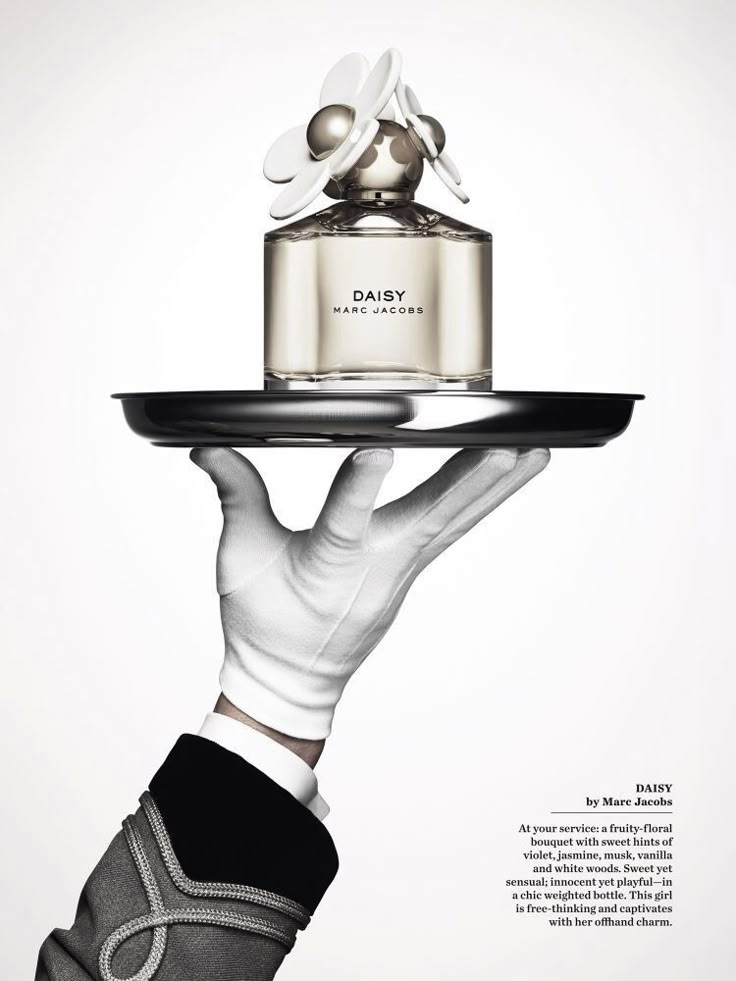 DAISY
MARC JACOBS
DAISY
by Marc Jacobs
At your service: a fruity-floral
bouquet with sweet hints of
violet, jasmine, musk, vanilla
and white woods. Sweet yet
sensual; innocent yet playful—in
a chic weighted bottle. This girl
is free-thinking and captivates
with her offhand charm.